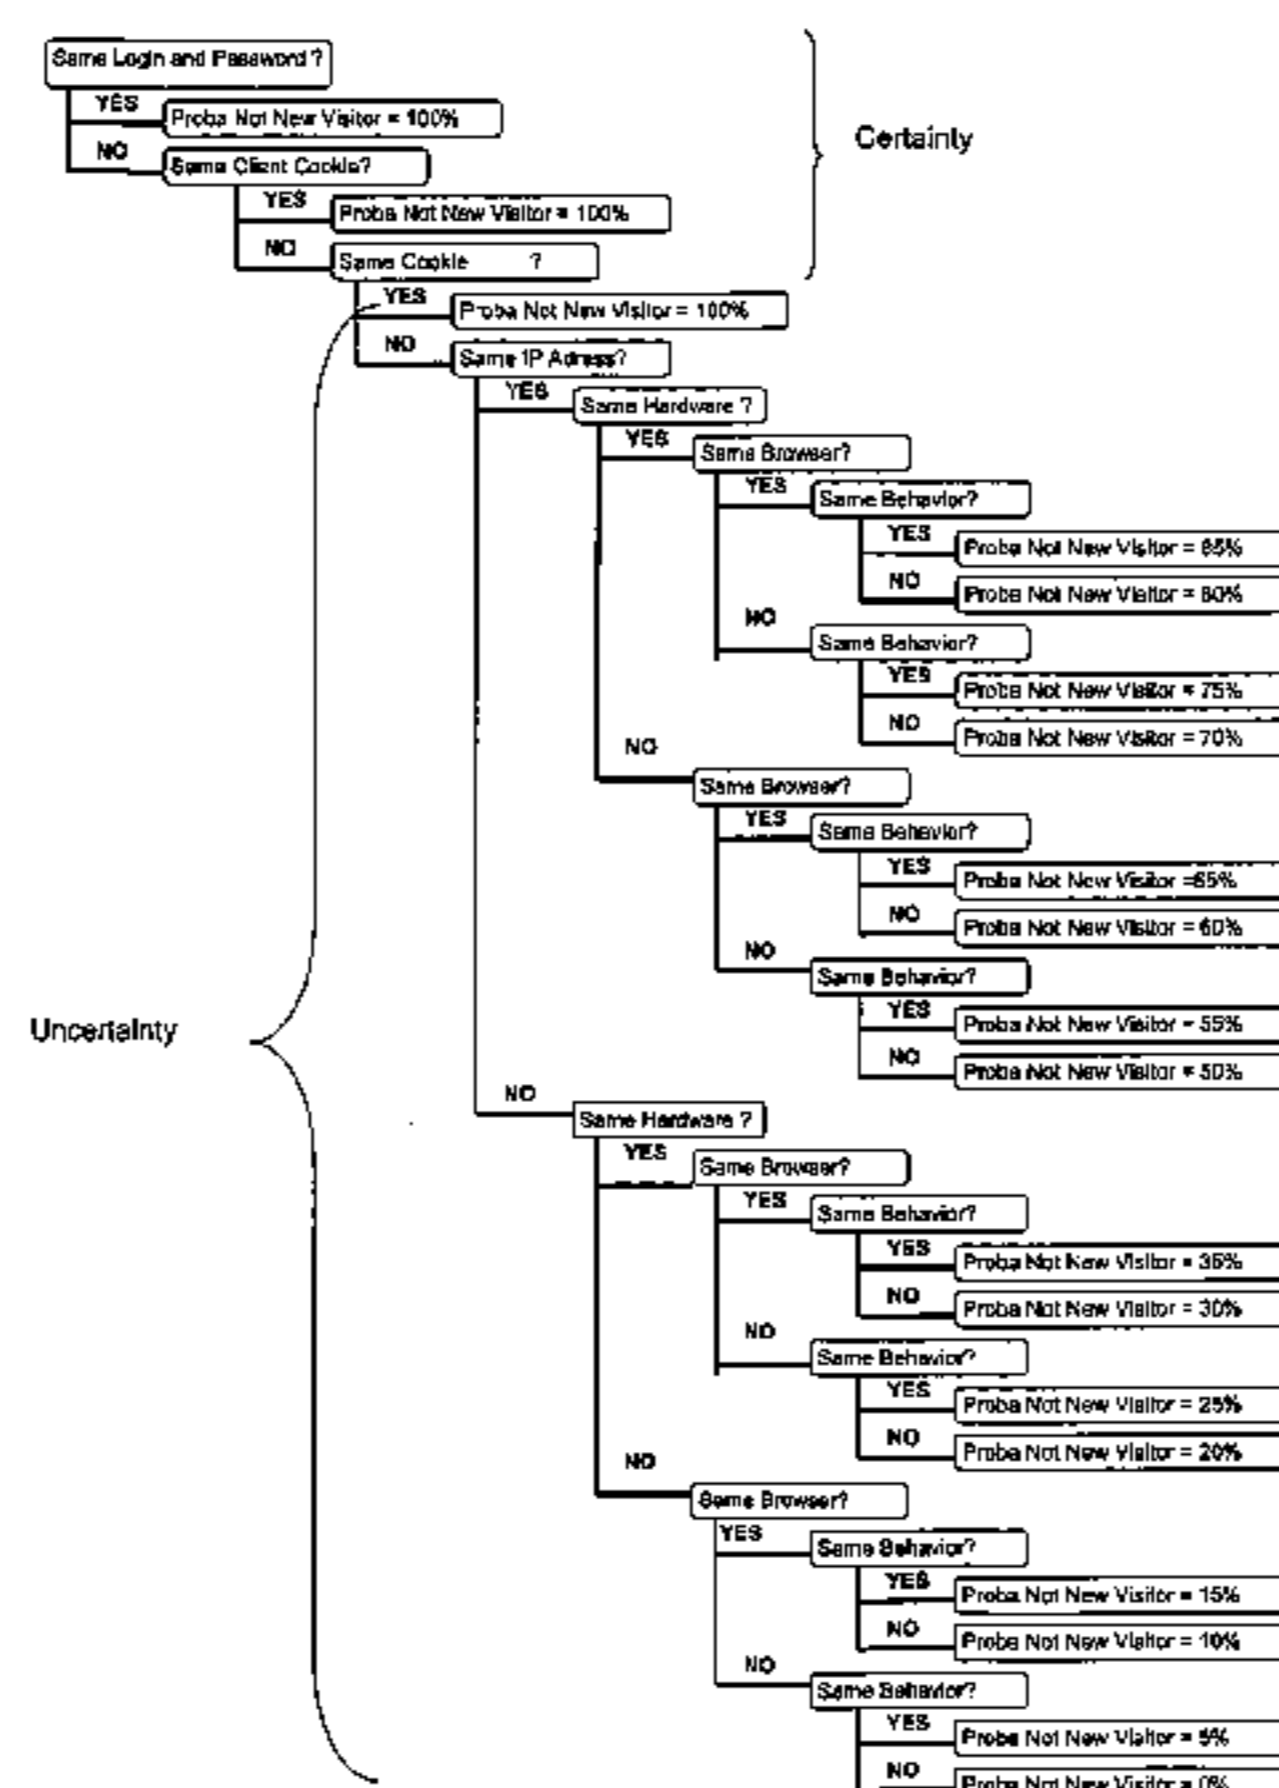 Same Login and Password ?
YES
Proba Not New Visitor = 100%
NO
Same Client Cookie?
YES
Proba Not New Visitor = 100%
NO
Same Cookie ?
YES
Proba Not New Visitor = 100%
NO
Same IP Adress?
YES
Same Hardware ?
YES
Same Browser?
YES
Same Behavior?
YES
Proba Not New Visitor = 85%
NO
Proba Not New Visitor = 80%
NO
Same Behavior?
YES
Proba Not New Visitor = 75%
NO
Proba Not New Visitor = 70%
NO
Same Browser?
YES
Same Behavior?
YES
Proba Not New Visitor =65%
NO
Proba Not New Visitor = 60%
NO
Same Behavior?
YES
Proba Not New Visitor = 55%
NO
Proba Not New Visitor = 50%
NO
Same Hardware ?
YES
Same Browser?
YES
Same Behavior?
YES
Proba Not New Visitor = 35%
NO
Proba Not New Visitor = 30%
NO
Same Behavior?
YES
Proba Not New Visitor = 25%
NO
Proba Not New Visitor = 20%
NO
Same Browser?
YES
Same Behavior?
YES
Proba Not New Visitor = 15%
NO
Proba Not New Visitor = 10%
NO
Same Behavior?
YES
Proba Not New Visitor = 5%
NO
Proba Not New Visitor = 0%
Certainty
Uncertainty